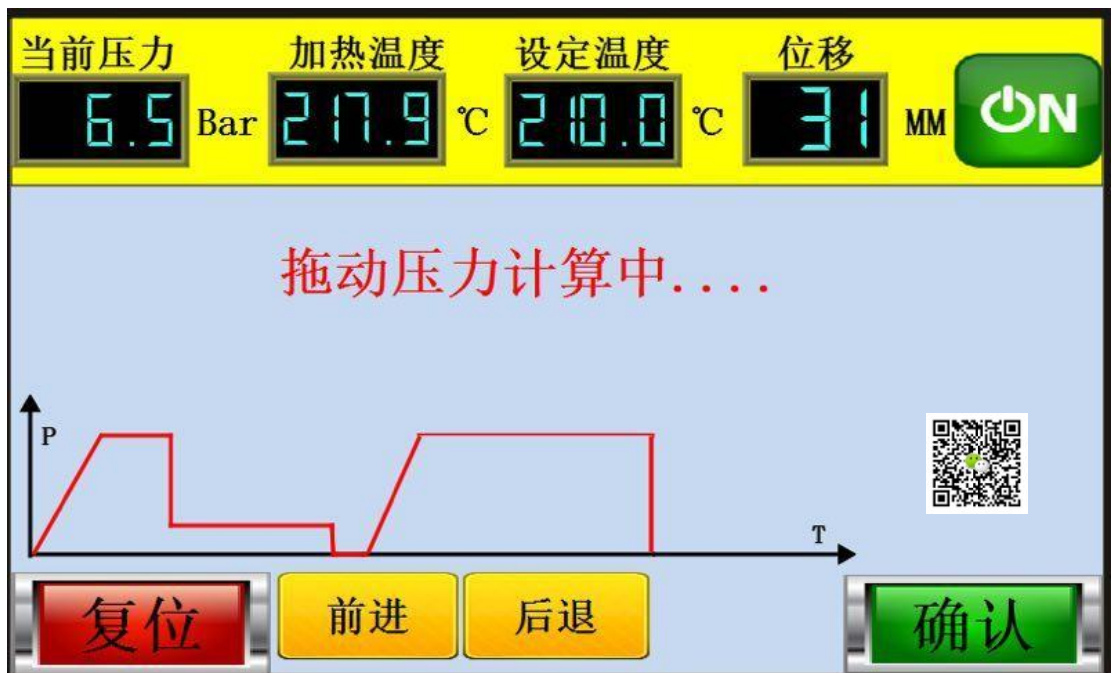 当前压力 加热温度 设定温度 位移
6.5 Bar 217.9 ℃ 210.0 ℃ 31 MM ON
拖动压力计算中....
P
T
复位 前进 后退 确认